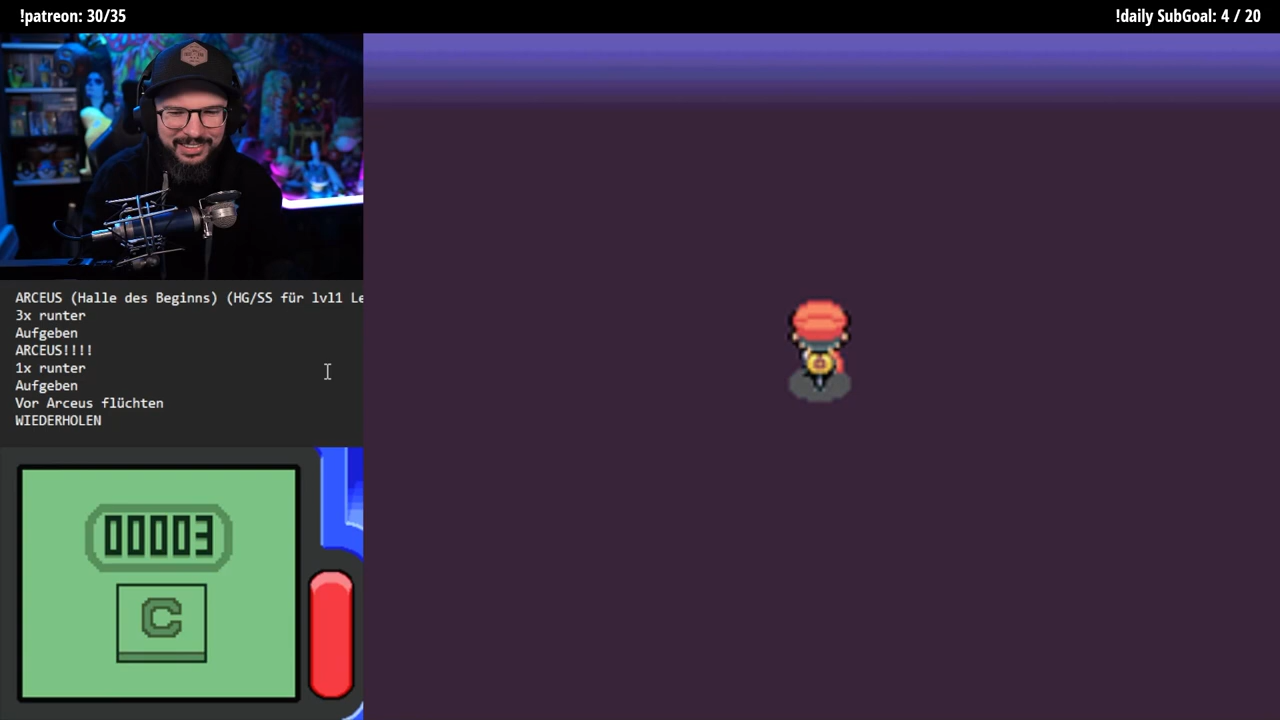 !patreon: 30/35
!daily SubGoal: 4 / 20
ARCEUS (Halle des Beginns) (HG/SS für lvl1 Le
3x runter
Aufgeben
ARCEUS!!!!
1x runter
Aufgeben
Vor Arceus flüchten
WIEDERHOLEN
00003
C